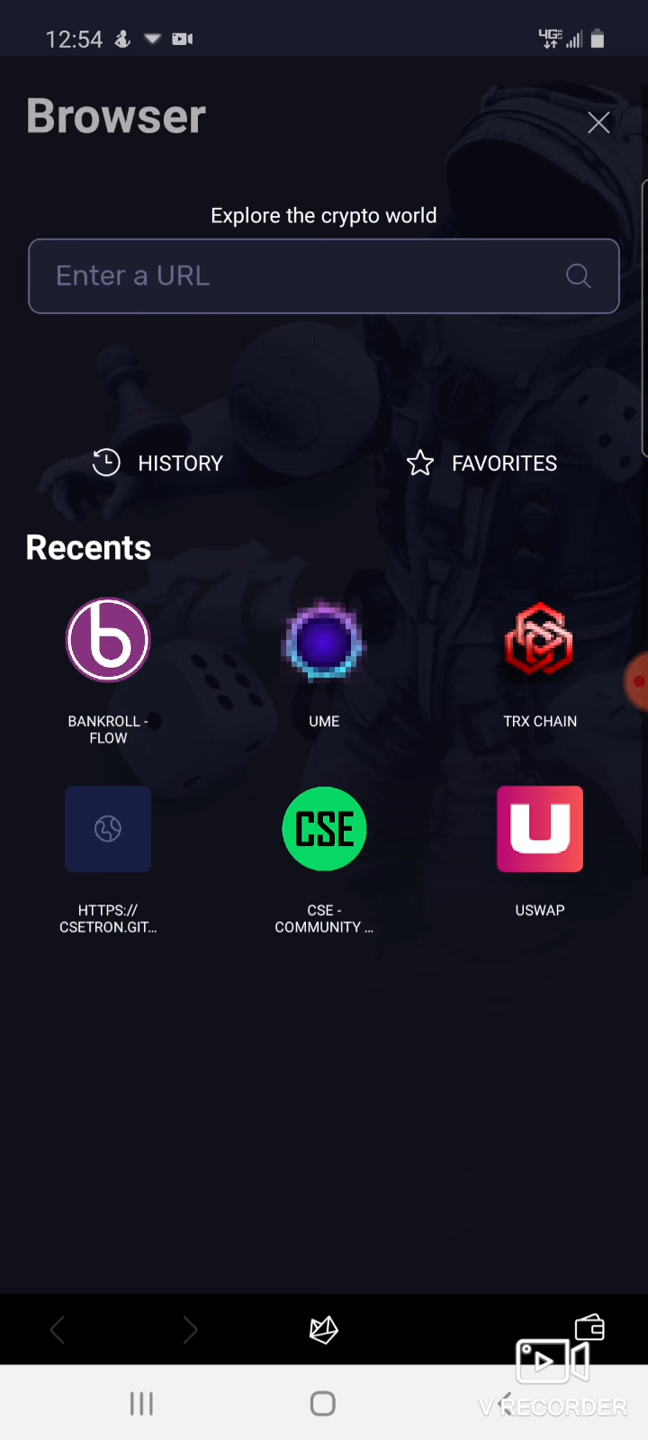 12:54
4G
Browser
Explore the crypto world
Enter a URL
HISTORY
FAVORITES
Recents
b
BANKROLL -
FLOW
UME
TRX CHAIN
HTTPS://
CSETRON.GIT...
CSE
CSE -
COMMUNITY ...
U
USWAP
V RECORDER